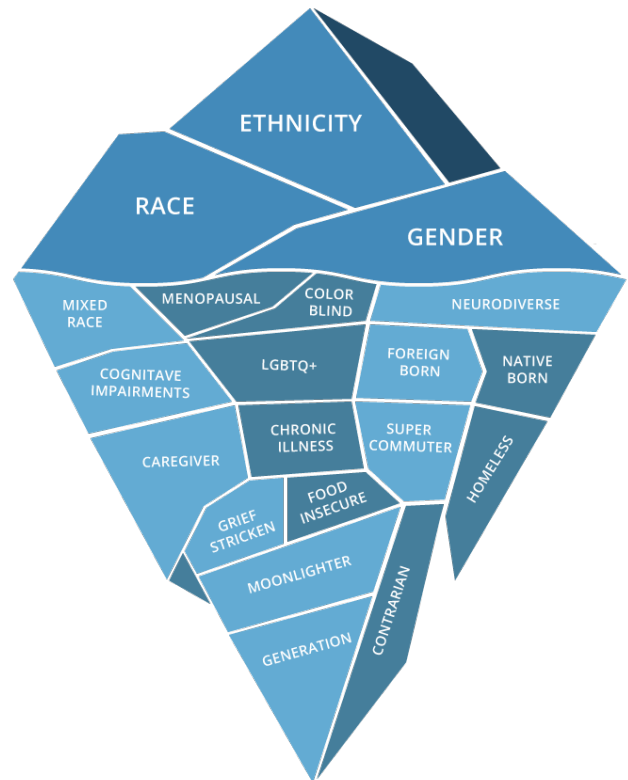 ETHNICITY
RACE
GENDER
MIXED
RACE
MENOPAUSAL
COLOR
BLIND
NEURODIVERSE
COGNITAVE
IMPAIRMENTS
LGBTQ+
FOREIGN
BORN
NATIVE
BORN
CAREGIVER
CHRONIC
ILLNESS
SUPER
COMMUTER
HOMELESS
GRIEF
STRICKEN
FOOD
INSECURE
MOONLIGHTER
CONTRARIAN
GENERATION